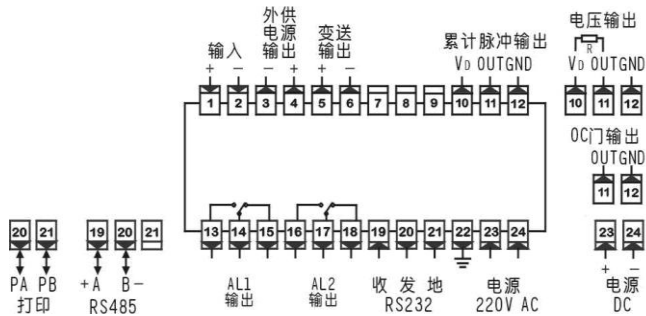 外供
电源
输出
输入
变送
输出
累计脉冲输出
电压输出
+ − − + + −
VD OUT GND
R
VD OUT GND
1 2 3 4 5 6 7 8 9 10 11 12
10 11 12
OC门输出
OUT GND
11 12
20 21
19 20 21
13 14 15 16 17 18 19 20 21 22 23 24
23 24
+ −
PA PB
打印
+A B−
RS485
AL1
输出
AL2
输出
收 发 地
RS232
电源
220V AC
电源
DC